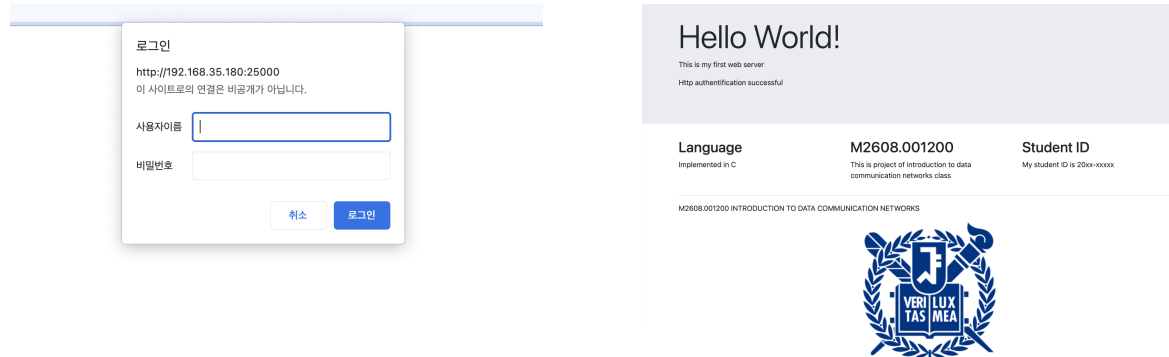 로그인
http://192.168.35.180:25000
이 사이트로의 연결은 비공개가 아닙니다.
사용자이름
비밀번호
취소 로그인
Hello World!
This is my first web server
Http authentification successful
Language
Implemented in C
M2608.001200
This is project of introduction to data
communication networks class
Student ID
My student ID is 20xx-xxxxx
M2608.001200 INTRODUCTION TO DATA COMMUNICATION NETWORKS
VERI LUX
TAS MEA